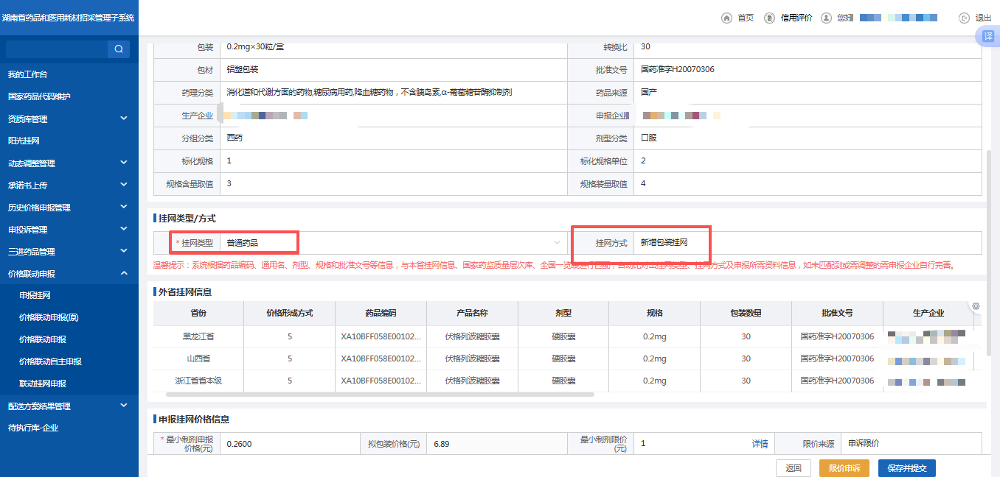 湖南省药品和医用耗材招采管理子系统
首页 信用评价 您好 退出
译
我的工作台
国家药品代码维护
资质库管理
阳光挂网
动态调整管理
承诺书上传
历史价格申报管理
申投诉管理
三进药品管理
价格联动申报
申报挂网
价格联动申报(原)
价格联动申报
价格联动自主申报
联动挂网申报
配送方案结果管理
待执行库-企业
包装 0.2mg×30粒/盒 转换比 30
包材 铝塑包装 批准文号 国药准字H20070306
药理分类 消化道和代谢方面的药物,糖尿病用药,降血糖药物，不含胰岛素,α-葡萄糖苷酶抑制剂 药品来源 国产
生产企业 申报企业
分组分类 西药 剂型分类 口服
标化规格 1 标化规格单位 2
规格含量取值 3 规格装量取值 4
挂网类型/方式
* 挂网类型 普通药品 挂网方式 新增包装挂网
温馨提示：系统根据药品编码、通用名、剂型、规格和批准文号等信息，与本省挂网信息、国家药监质量层次库、全国一览表进行匹配，自动比对出挂网类型、挂网方式及申报所需资料信息，如未匹配到或需调整的需申报企业自行完善。
外省挂网信息
省份 价格形成方式 药品编码 产品名称 剂型 规格 包装数量 批准文号 生产企业
黑龙江省 5 XA10BFF058E00102... 伏格列波糖胶囊 硬胶囊 0.2mg 30 国药准字H20070306
山西省 5 XA10BFF058E00102... 伏格列波糖胶囊 硬胶囊 0.2mg 30 国药准字H20070306
浙江省省本级 5 XA10BFF058E00102... 伏格列波糖胶囊 硬胶囊 0.2mg 30 国药准字H20070306
申报挂网价格信息
* 最小制剂申报价格(元) 0.2600 拟包装价格(元) 6.89 最小制剂限价(元) 1 详情 限价来源 申诉限价
返回 限价申诉 保存并提交